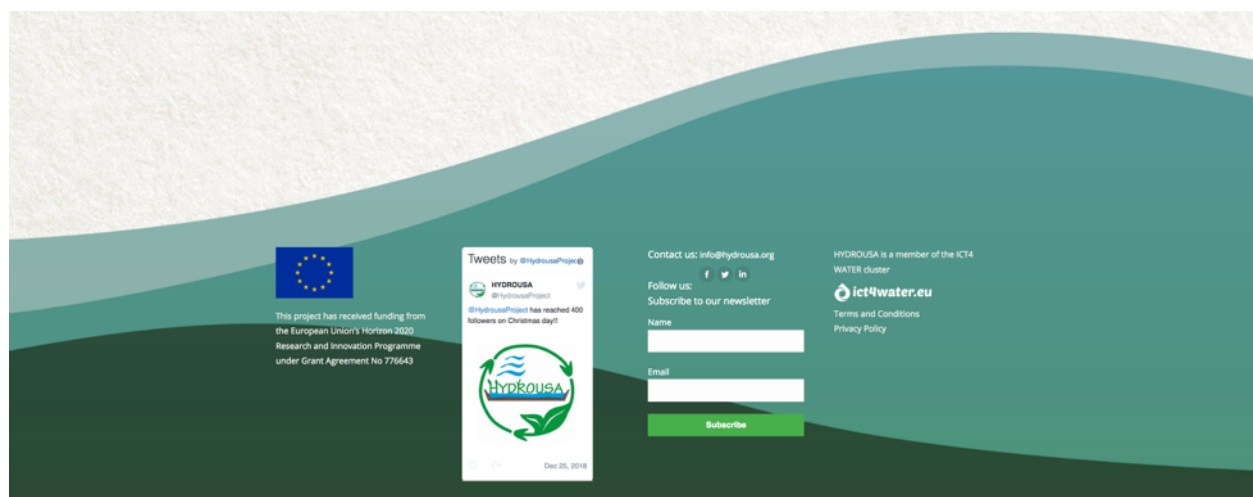 This project has received funding from
the European Union's Horizon 2020
Research and Innovation Programme
under Grant Agreement No 776643
Tweets by @HydrousaProject
HYDROUSA
@HydrousaProject
@HydrousaProject has reached 400
followers on Christmas day!!
HYDROUSA
Dec 25, 2018
Contact us: info@hydrousa.org
Follow us:
Subscribe to our newsletter
Name
Email
Subscribe
HYDROUSA is a member of the ICT4
WATER cluster
ict4water.eu
Terms and Conditions
Privacy Policy